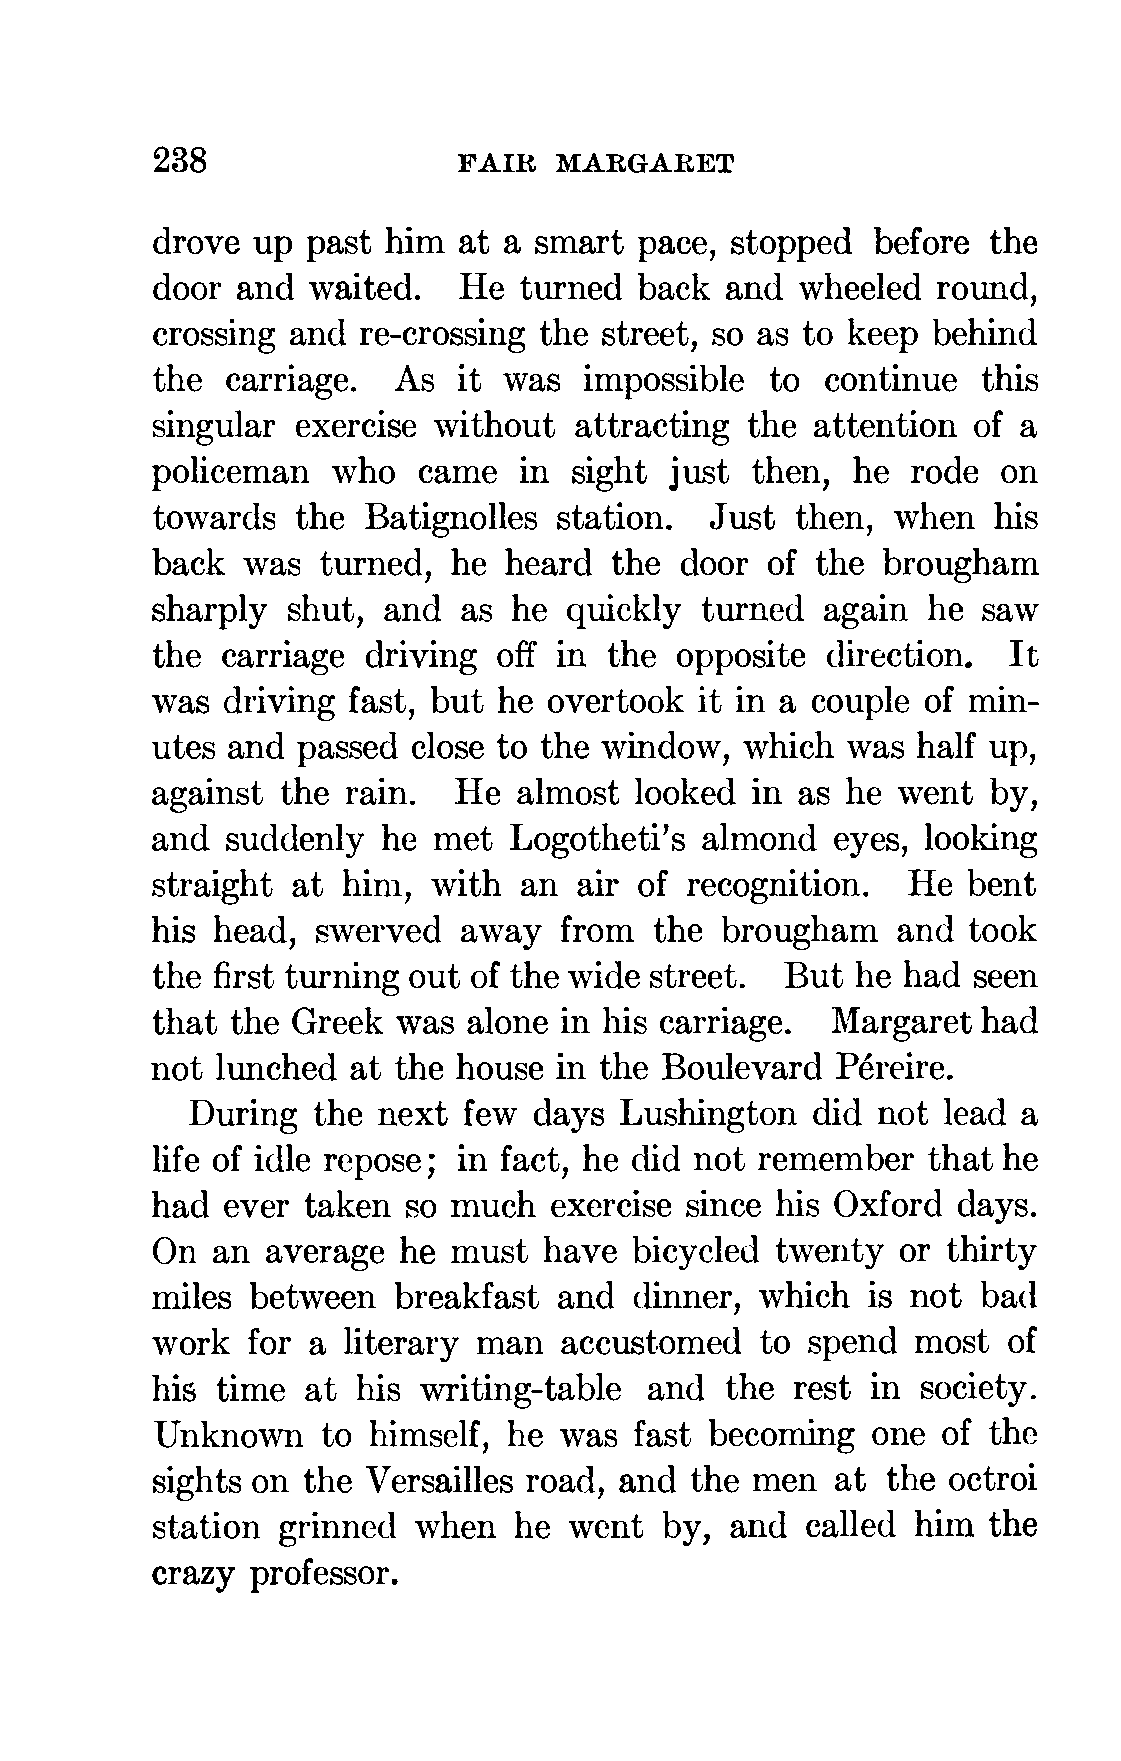 238 FAIR MARGARET
drove up past him at a smart pace, stopped before the
door and waited. He turned back and wheeled round,
crossing and re-crossing the street, so as to keep behind
the carriage. As it was impossible to continue this
singular exercise without attracting the attention of a
policeman who came in sight just then, he rode on
towards the Batignolles station. Just then, when his
back was turned, he heard the door of the brougham
sharply shut, and as he quickly turned again he saw
the carriage driving off in the opposite direction. It
was driving fast, but he overtook it in a couple of min-
utes and passed close to the window, which was half up,
against the rain. He almost looked in as he went by,
and suddenly he met Logotheti's almond eyes, looking
straight at him, with an air of recognition. He bent
his head, swerved away from the brougham and took
the first turning out of the wide street. But he had seen
that the Greek was alone in his carriage. Margaret had
not lunched at the house in the Boulevard Péreire.
During the next few days Lushington did not lead a
life of idle repose; in fact, he did not remember that he
had ever taken so much exercise since his Oxford days.
On an average he must have bicycled twenty or thirty
miles between breakfast and dinner, which is not bad
work for a literary man accustomed to spend most of
his time at his writing-table and the rest in society.
Unknown to himself, he was fast becoming one of the
sights on the Versailles road, and the men at the octroi
station grinned when he went by, and called him the
crazy professor.